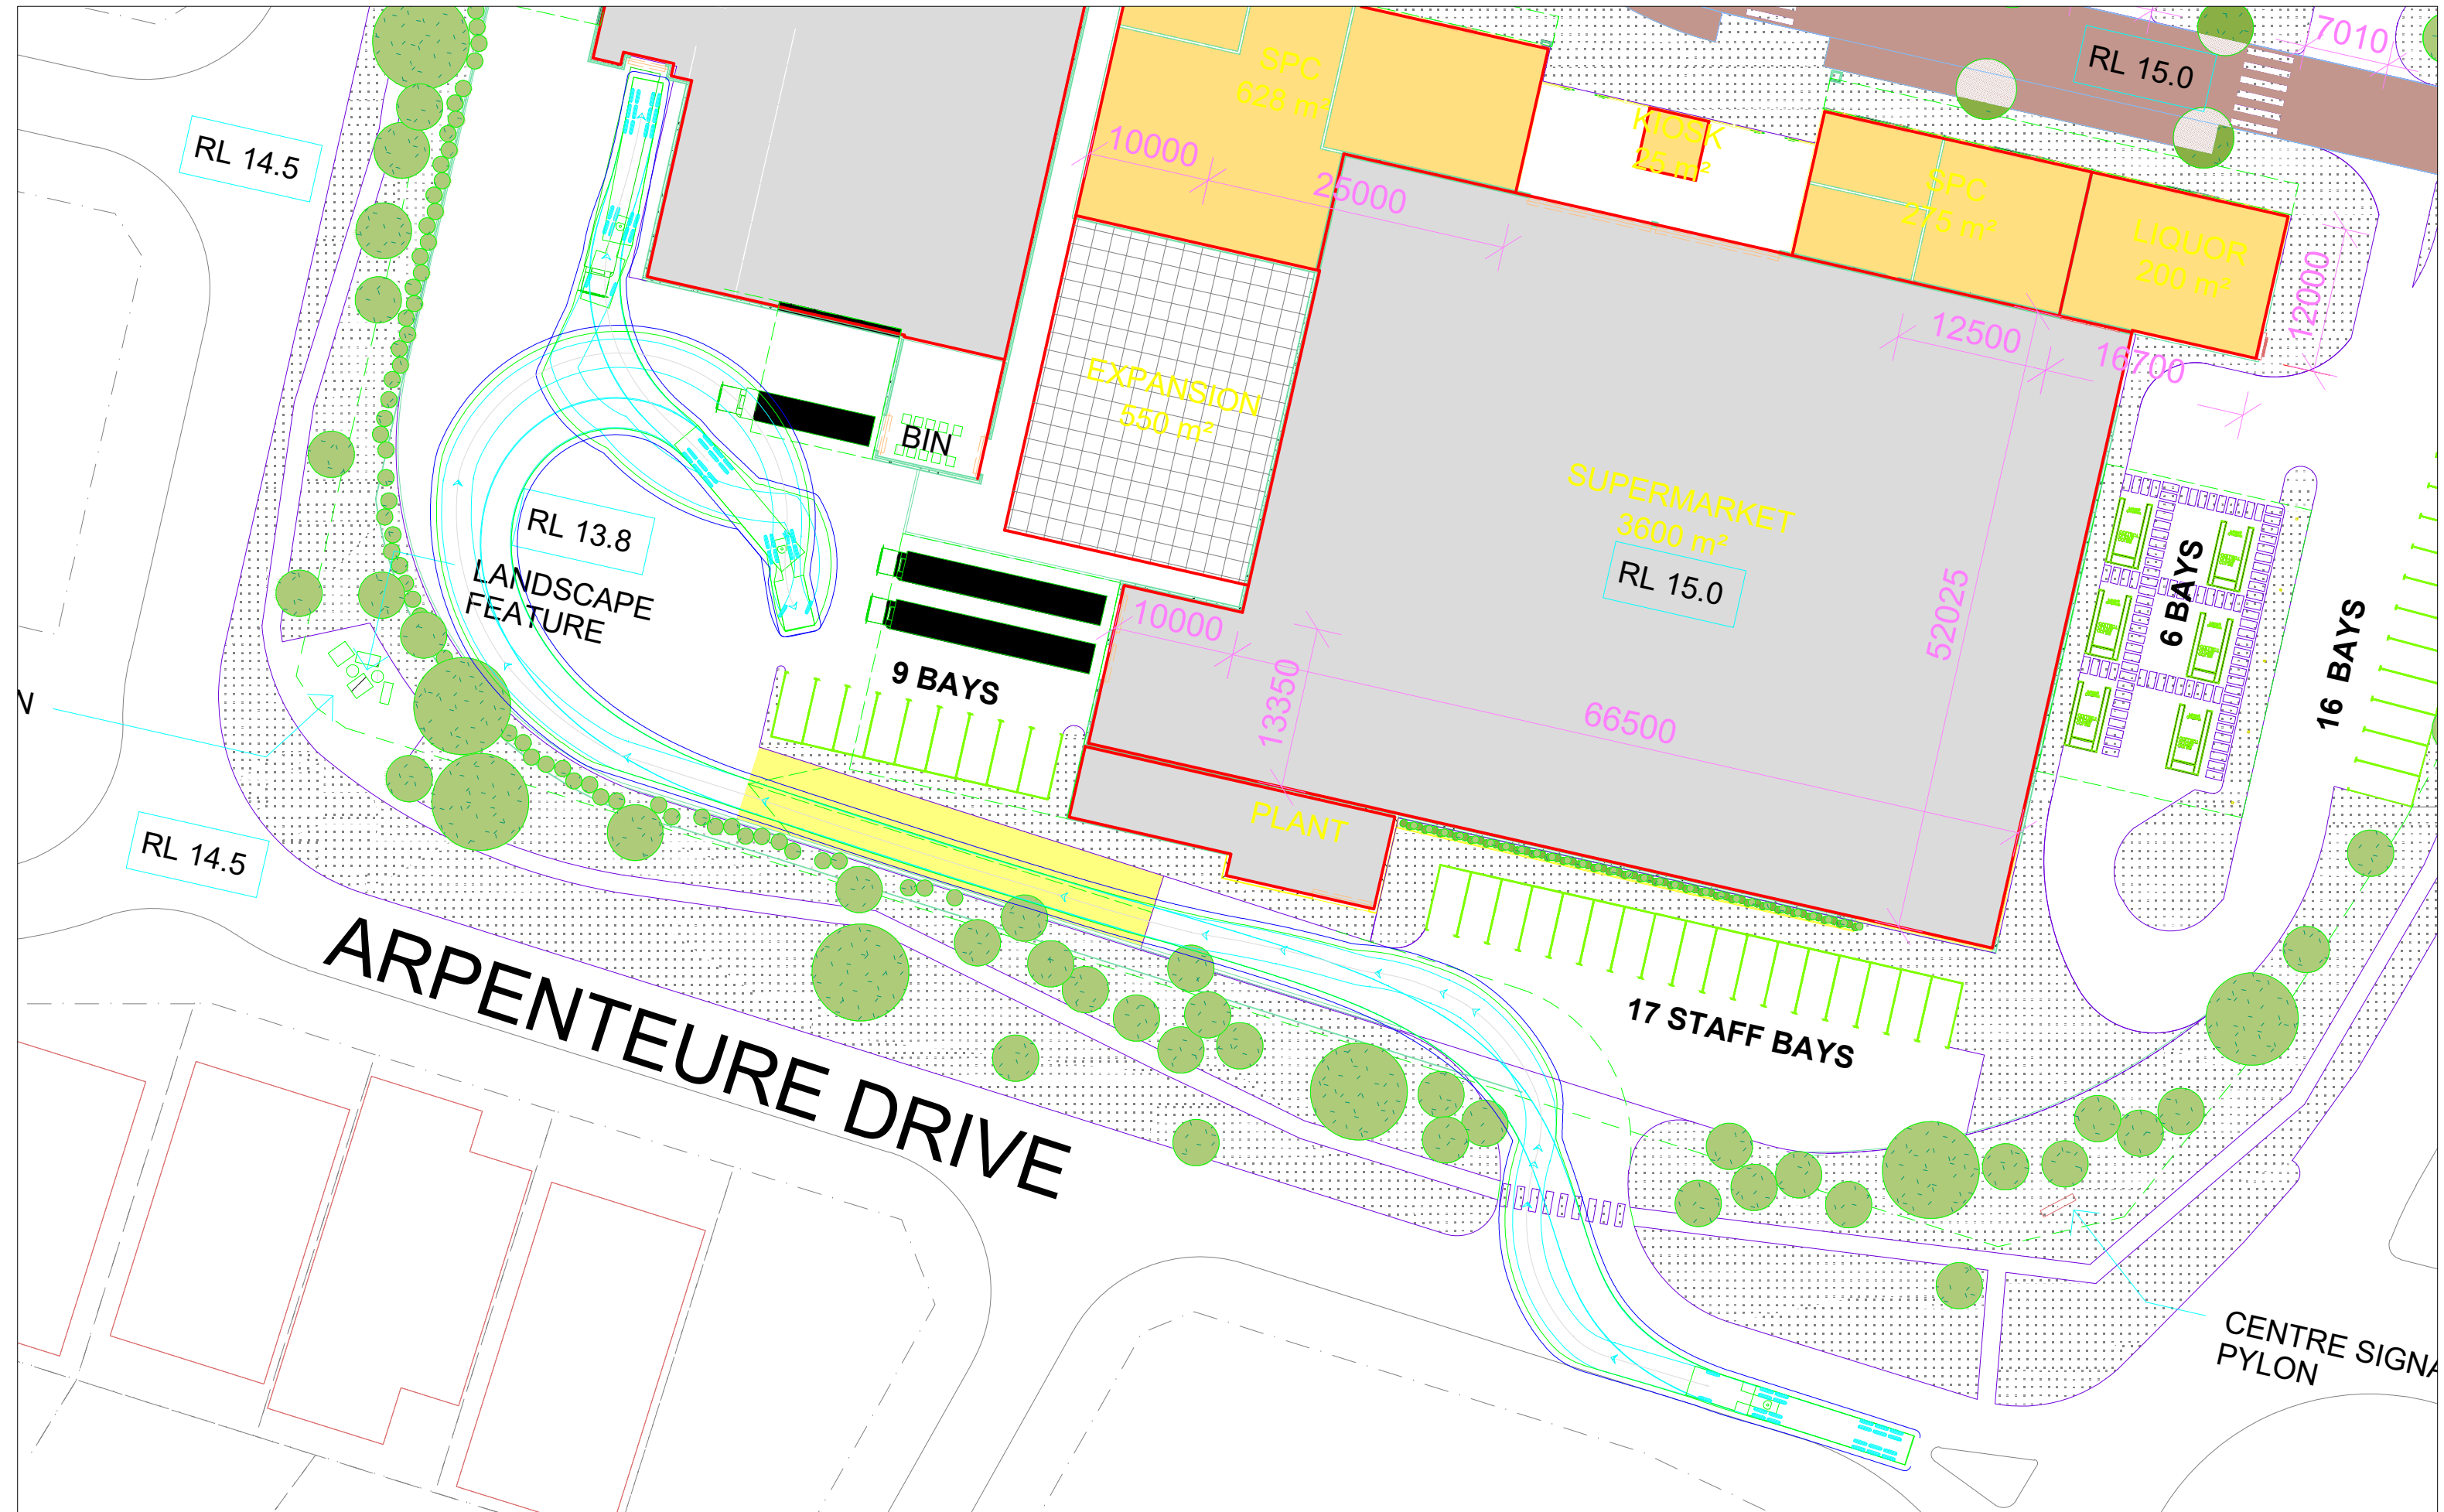 7010
RL 15.0
SPC
628 m²
KIOSK
25 m²
RL 14.5
10000
25000
SPC
275 m²
LIQUOR
200 m²
12000
12500
16700
EXPANSION
550 m²
BIN
SUPERMARKET
3600 m²
RL 15.0
RL 13.8
LANDSCAPE
FEATURE
6 BAYS
16 BAYS
52025
10000
13350
9 BAYS
66500
N
PLANT
RL 14.5
ARPENTEURE DRIVE
17 STAFF BAYS
CENTRE SIGNA
PYLON